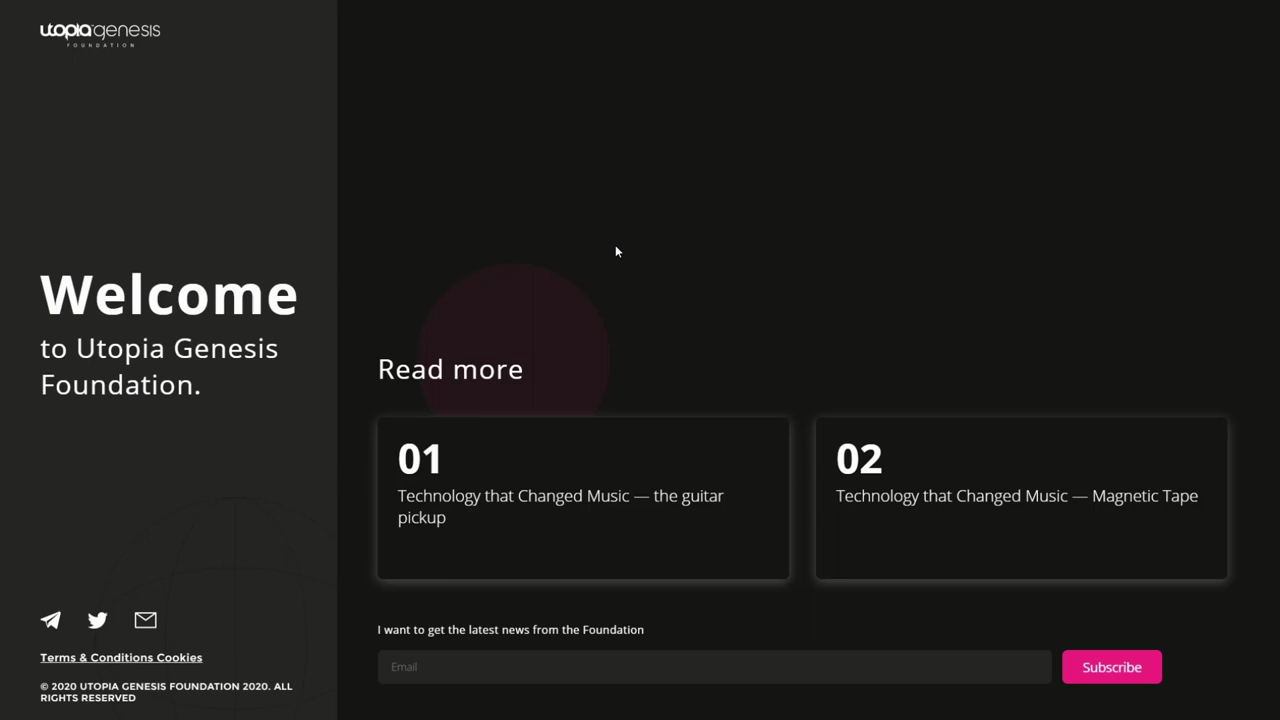 utopia genesis
FOUNDATION
Welcome
to Utopia Genesis
Foundation.
Terms & Conditions Cookies
© 2020 UTOPIA GENESIS FOUNDATION 2020. ALL
RIGHTS RESERVED
Read more
01
Technology that Changed Music — the guitar
pickup
02
Technology that Changed Music — Magnetic Tape
I want to get the latest news from the Foundation
Email
Subscribe